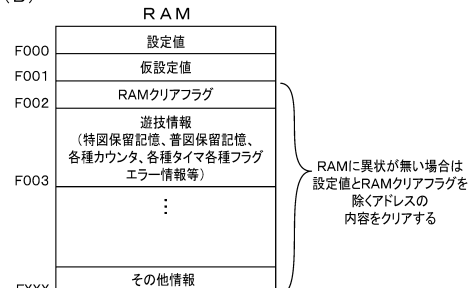 RAM
設定値
F000
仮設定値
F001
RAMクリアフラグ
F002
遊技情報
(特図保留記憶、普図保留記憶、
各種カウンタ、各種タイマ各種フラグ
エラー情報等)
F003
⋮
その他情報
RAMに異状が無い場合は
設定値とRAMクリアフラグを
除くアドレスの
内容をクリアする